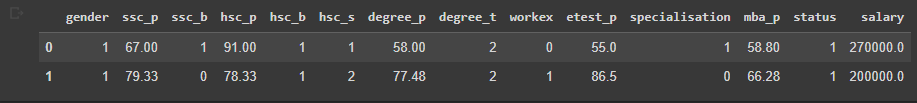 gender ssc_p ssc_b hsc_p hsc_b hsc_s degree_p degree_t workex etest_p specialisation mba_p status salary
0 1 67.00 1 91.00 1 1 58.00 2 0 55.0 1 58.80 1 270000.0
1 1 79.33 0 78.33 1 2 77.48 2 1 86.5 0 66.28 1 200000.0